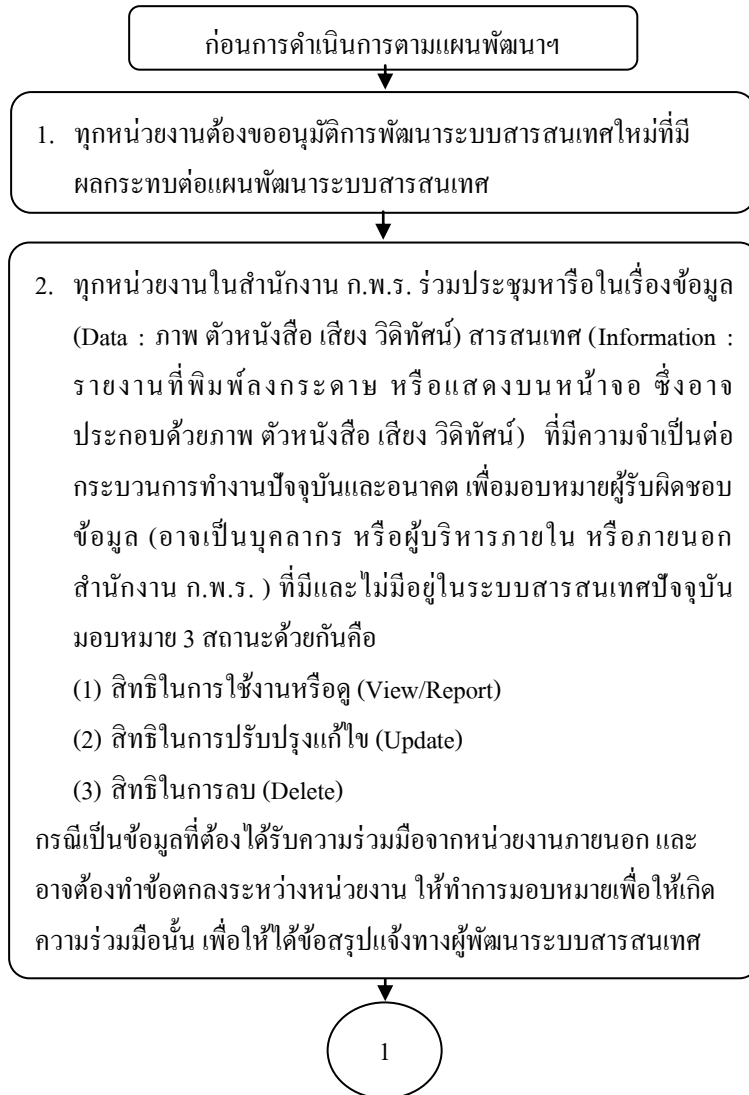 ก่อนการดำเนินการตามแผนพัฒนาฯ
1. ทุกหน่วยงานต้องขออนุมัติการพัฒนาระบบสารสนเทศใหม่ที่มี
ผลกระทบต่อแผนพัฒนาระบบสารสนเทศ
2. ทุกหน่วยงานในสำนักงาน ก.พ.ร. ร่วมประชุมหารือในเรื่องข้อมูล
(Data : ภาพ ตัวหนังสือ เสียง วิดิทัศน์) สารสนเทศ (Information :
รายงานที่พิมพ์ลงกระดาษ หรือแสดงบนหน้าจอ ซึ่งอาจ
ประกอบด้วยภาพ ตัวหนังสือ เสียง วิดิทัศน์) ที่มีความจำเป็นต่อ
กระบวนการทำงานปัจจุบันและอนาคต เพื่อมอบหมายผู้รับผิดชอบ
ข้อมูล (อาจเป็นบุคลากร หรือผู้บริหารภายใน หรือภายนอก
สำนักงาน ก.พ.ร. ) ที่มีและไม่มีอยู่ในระบบสารสนเทศปัจจุบัน
มอบหมาย 3 สถานะด้วยกันคือ
(1) สิทธิในการใช้งานหรือดู (View/Report)
(2) สิทธิในการปรับปรุงแก้ไข (Update)
(3) สิทธิในการลบ (Delete)
กรณีเป็นข้อมูลที่ต้องได้รับความร่วมมือจากหน่วยงานภายนอก และ
อาจต้องทำข้อตกลงระหว่างหน่วยงาน ให้ทำการมอบหมายเพื่อให้เกิด
ความร่วมมือนั้น เพื่อให้ได้ข้อสรุปแจ้งทางผู้พัฒนาระบบสารสนเทศ
1